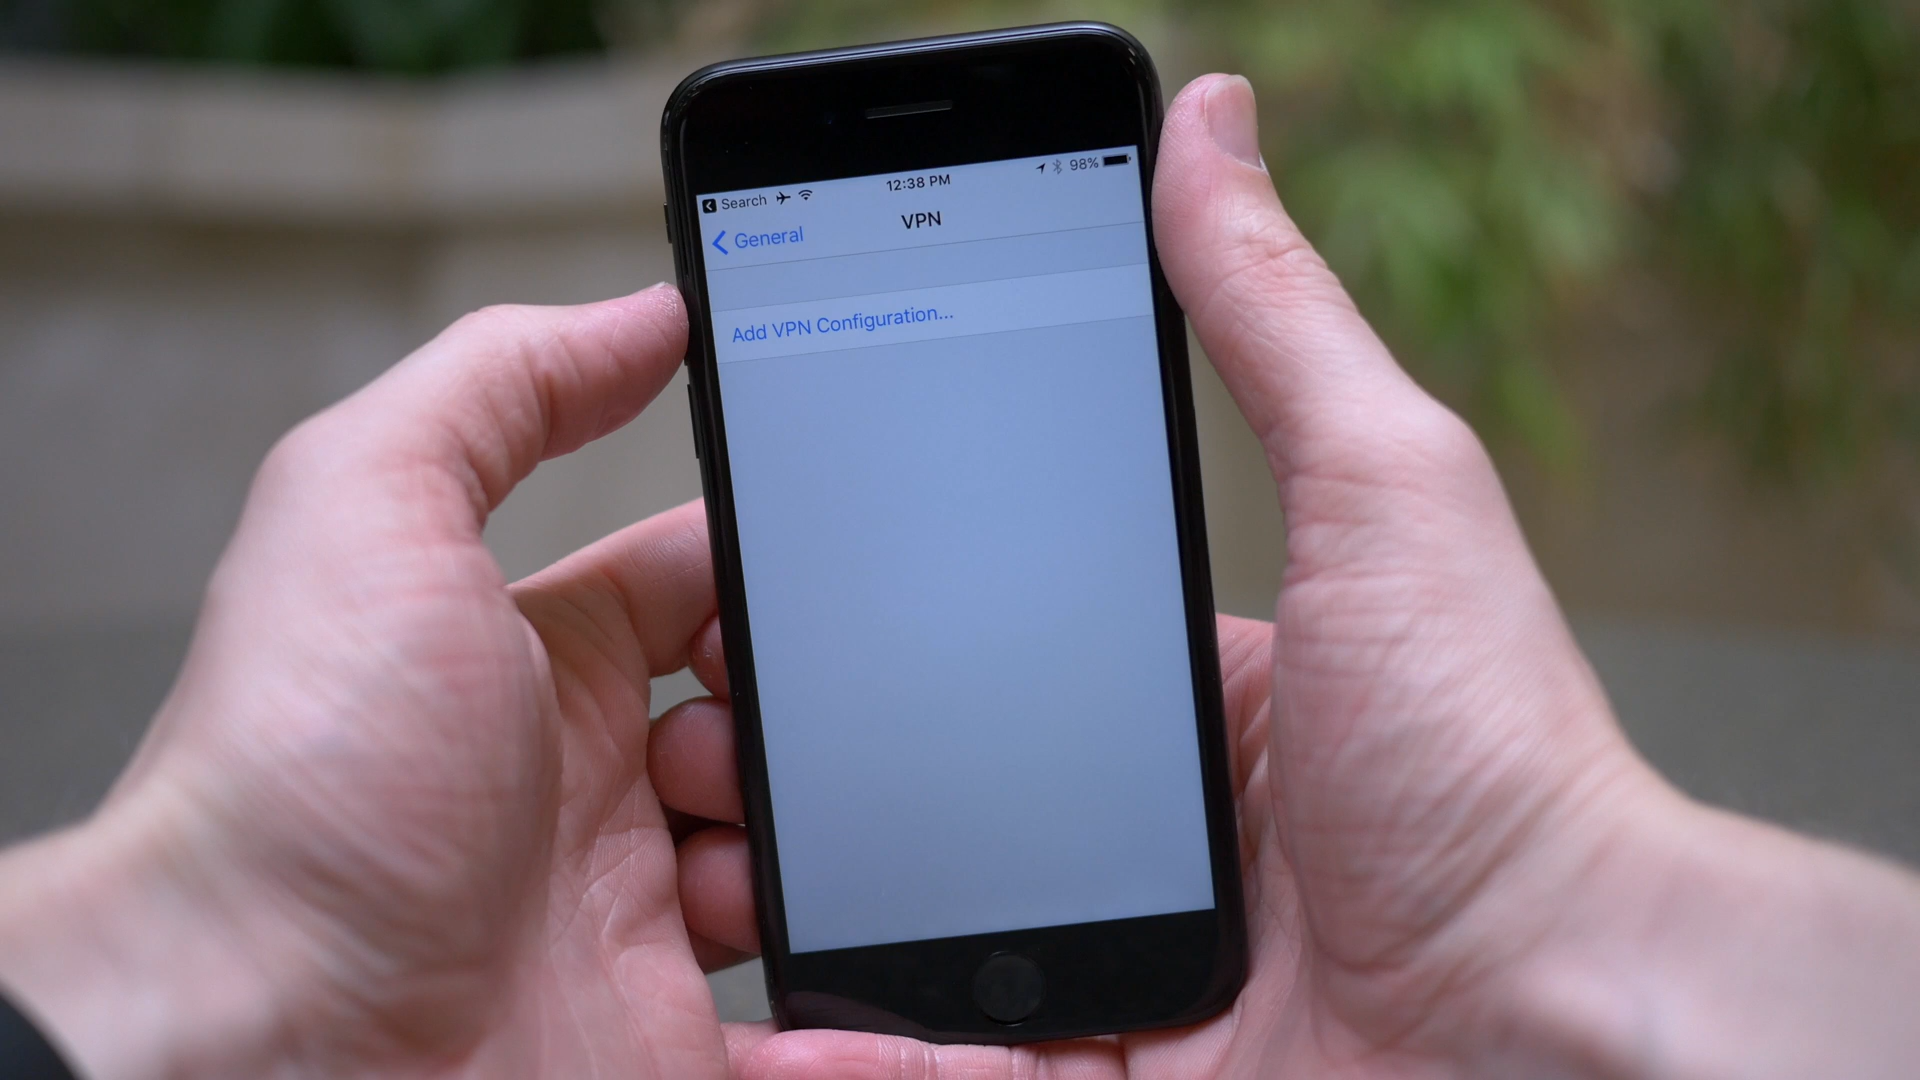 Search 12:38 PM 98%
General VPN
Add VPN Configuration...